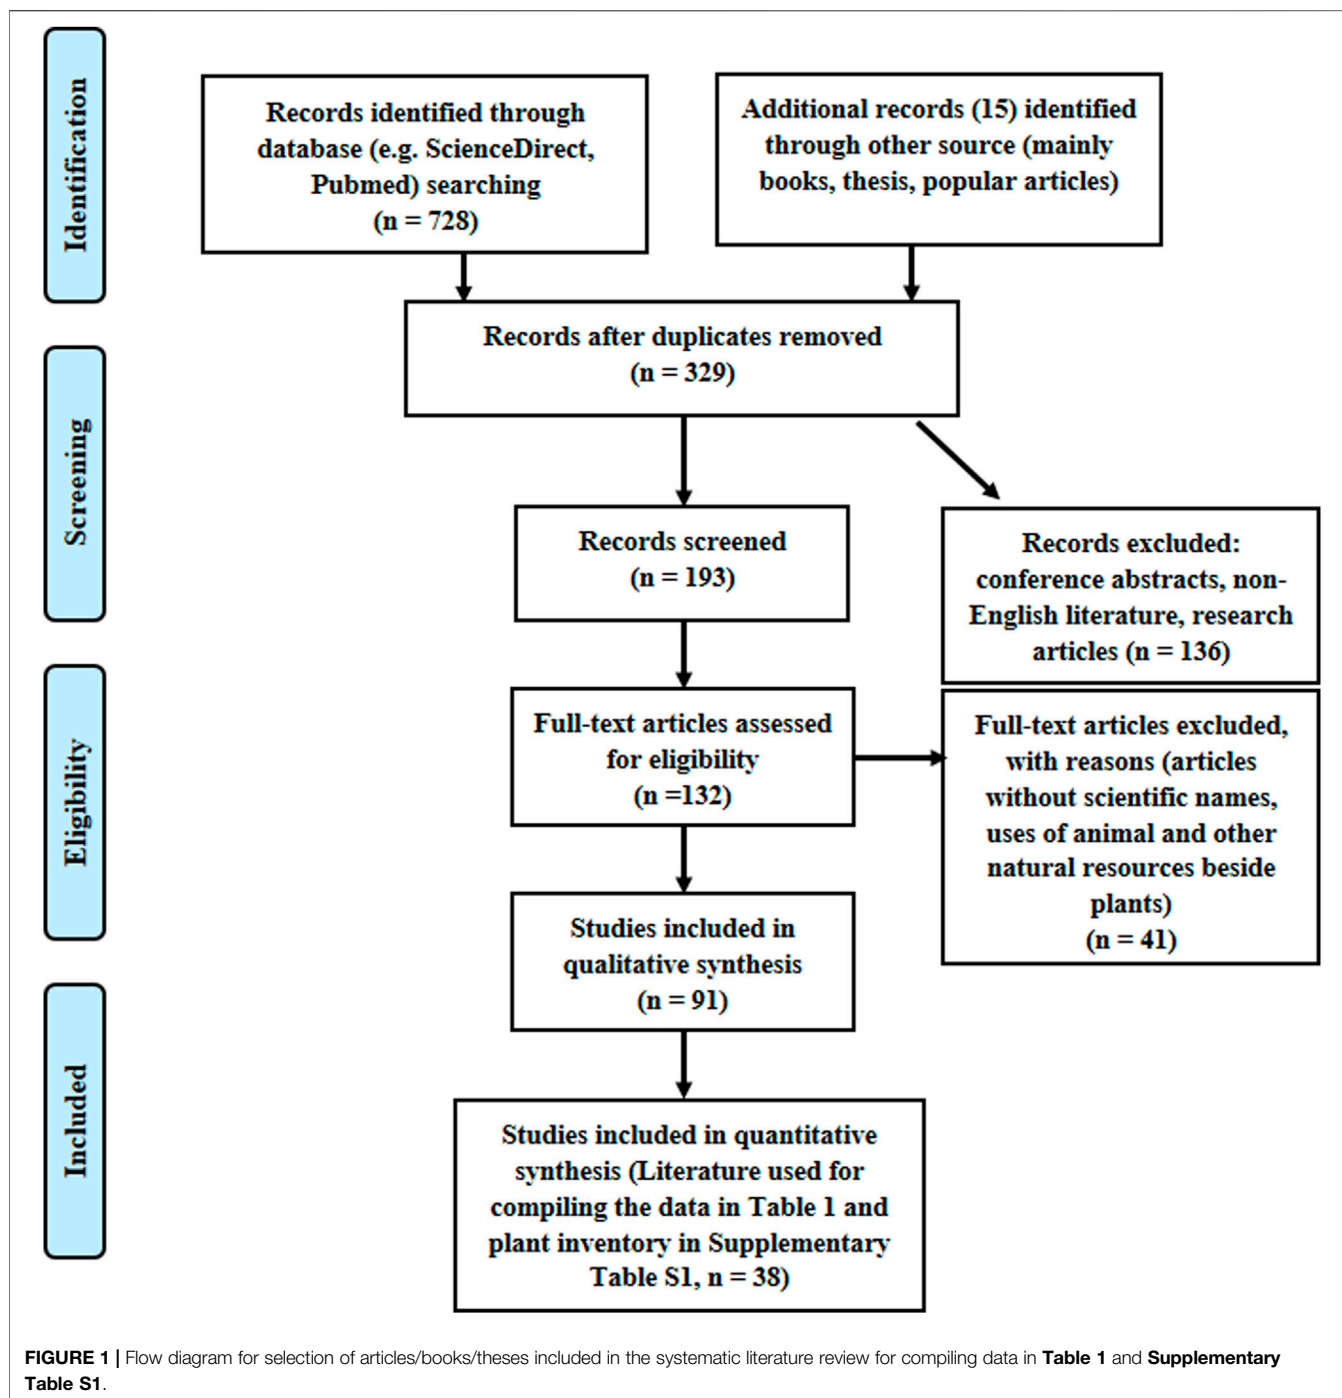 Identification
Records identified through
database (e.g. ScienceDirect,
Pubmed) searching
(n = 728)
Additional records (15) identified
through other source (mainly
books, thesis, popular articles)
Records after duplicates removed
(n = 329)
Screening
Records screened
(n = 193)
Records excluded:
conference abstracts, non-
English literature, research
articles (n = 136)
Eligibility
Full-text articles assessed
for eligibility
(n =132)
Full-text articles excluded,
with reasons (articles
without scientific names,
uses of animal and other
natural resources beside
plants)
(n = 41)
Studies included in
qualitative synthesis
(n = 91)
Included
Studies included in quantitative
synthesis (Literature used for
compiling the data in Table 1 and
plant inventory in Supplementary
Table S1, n = 38)
FIGURE 1 | Flow diagram for selection of articles/books/theses included in the systematic literature review for compiling data in Table 1 and Supplementary
Table S1.